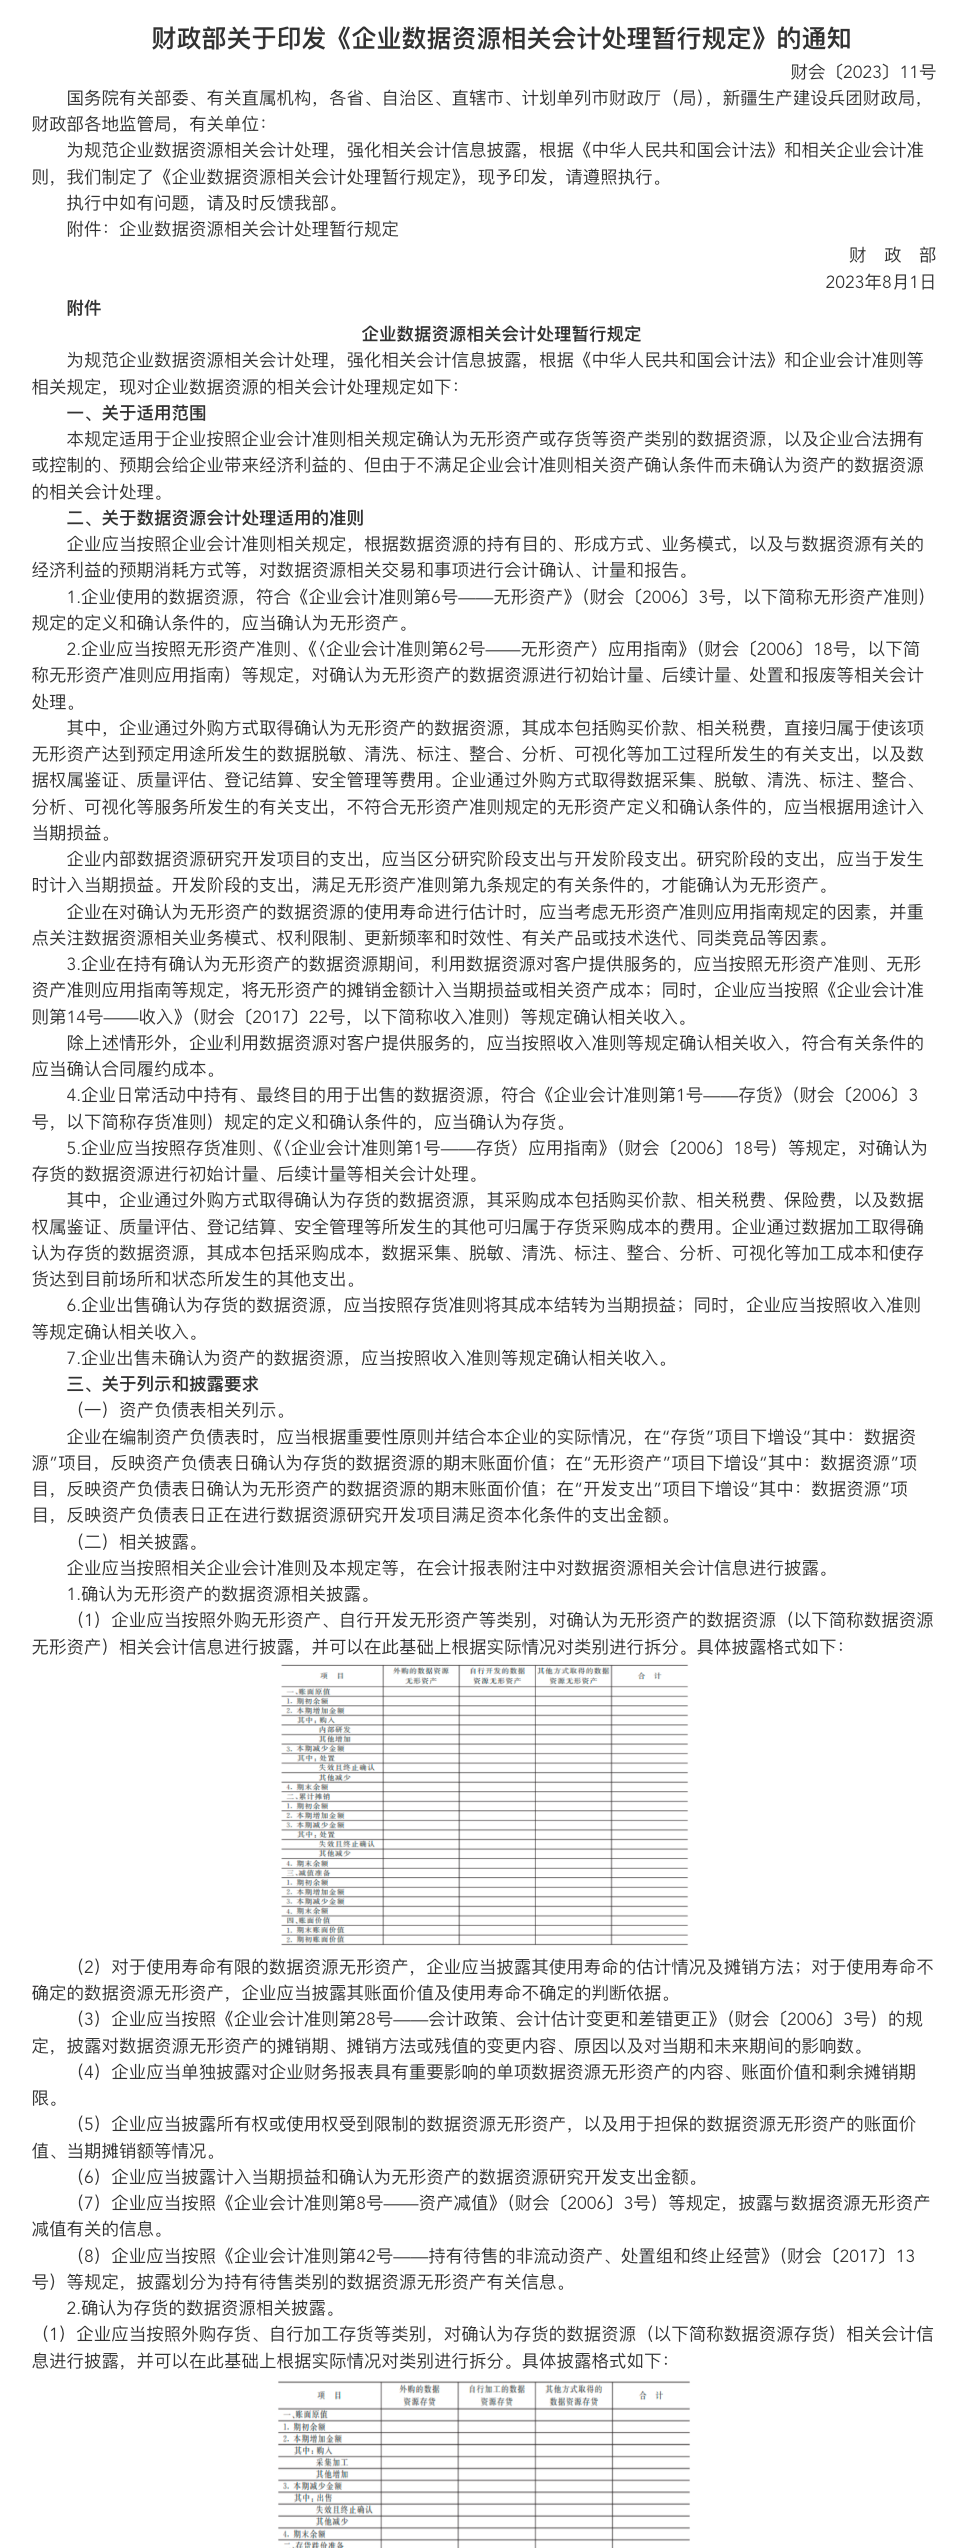 财政部关于印发《企业数据资源相关会计处理暂行规定》的通知
财会〔2023〕11号
国务院有关部委、有关直属机构，各省、自治区、直辖市、计划单列市财政厅（局），新疆生产建设兵团财政局，
财政部各地监管局，有关单位：
为规范企业数据资源相关会计处理，强化相关会计信息披露，根据《中华人民共和国会计法》和相关企业会计准
则，我们制定了《企业数据资源相关会计处理暂行规定》，现予印发，请遵照执行。
执行中如有问题，请及时反馈我部。
附件：企业数据资源相关会计处理暂行规定
财　政　部
2023年8月1日
附件
企业数据资源相关会计处理暂行规定
为规范企业数据资源相关会计处理，强化相关会计信息披露，根据《中华人民共和国会计法》和企业会计准则等
相关规定，现对企业数据资源的相关会计处理规定如下：
一、关于适用范围
本规定适用于企业按照企业会计准则相关规定确认为无形资产或存货等资产类别的数据资源，以及企业合法拥有
或控制的、预期会给企业带来经济利益的、但由于不满足企业会计准则相关资产确认条件而未确认为资产的数据资源
的相关会计处理。
二、关于数据资源会计处理适用的准则
企业应当按照企业会计准则相关规定，根据数据资源的持有目的、形成方式、业务模式，以及与数据资源有关的
经济利益的预期消耗方式等，对数据资源相关交易和事项进行会计确认、计量和报告。
1.企业使用的数据资源，符合《企业会计准则第6号——无形资产》（财会〔2006〕3号，以下简称无形资产准则）
规定的定义和确认条件的，应当确认为无形资产。
2.企业应当按照无形资产准则、《〈企业会计准则第62号——无形资产〉应用指南》（财会〔2006〕18号，以下简
称无形资产准则应用指南）等规定，对确认为无形资产的数据资源进行初始计量、后续计量、处置和报废等相关会计
处理。
其中，企业通过外购方式取得确认为无形资产的数据资源，其成本包括购买价款、相关税费，直接归属于使该项
无形资产达到预定用途所发生的数据脱敏、清洗、标注、整合、分析、可视化等加工过程所发生的有关支出，以及数
据权属鉴证、质量评估、登记结算、安全管理等费用。企业通过外购方式取得数据采集、脱敏、清洗、标注、整合、
分析、可视化等服务所发生的有关支出，不符合无形资产准则规定的无形资产定义和确认条件的，应当根据用途计入
当期损益。
企业内部数据资源研究开发项目的支出，应当区分研究阶段支出与开发阶段支出。研究阶段的支出，应当于发生
时计入当期损益。开发阶段的支出，满足无形资产准则第九条规定的有关条件的，才能确认为无形资产。
企业在对确认为无形资产的数据资源的使用寿命进行估计时，应当考虑无形资产准则应用指南规定的因素，并重
点关注数据资源相关业务模式、权利限制、更新频率和时效性、有关产品或技术迭代、同类竞品等因素。
3.企业在持有确认为无形资产的数据资源期间，利用数据资源对客户提供服务的，应当按照无形资产准则、无形
资产准则应用指南等规定，将无形资产的摊销金额计入当期损益或相关资产成本；同时，企业应当按照《企业会计准
则第14号——收入》（财会〔2017〕22号，以下简称收入准则）等规定确认相关收入。
除上述情形外，企业利用数据资源对客户提供服务的，应当按照收入准则等规定确认相关收入，符合有关条件的
应当确认合同履约成本。
4.企业日常活动中持有、最终目的用于出售的数据资源，符合《企业会计准则第1号——存货》（财会〔2006〕3
号，以下简称存货准则）规定的定义和确认条件的，应当确认为存货。
5.企业应当按照存货准则、《〈企业会计准则第1号——存货〉应用指南》（财会〔2006〕18号）等规定，对确认为
存货的数据资源进行初始计量、后续计量等相关会计处理。
其中，企业通过外购方式取得确认为存货的数据资源，其采购成本包括购买价款、相关税费、保险费，以及数据
权属鉴证、质量评估、登记结算、安全管理等所发生的其他可归属于存货采购成本的费用。企业通过数据加工取得确
认为存货的数据资源，其成本包括采购成本，数据采集、脱敏、清洗、标注、整合、分析、可视化等加工成本和使存
货达到目前场所和状态所发生的其他支出。
6.企业出售确认为存货的数据资源，应当按照存货准则将其成本结转为当期损益；同时，企业应当按照收入准则
等规定确认相关收入。
7.企业出售未确认为资产的数据资源，应当按照收入准则等规定确认相关收入。
三、关于列示和披露要求
（一）资产负债表相关列示。
企业在编制资产负债表时，应当根据重要性原则并结合本企业的实际情况，在“存货”项目下增设“其中：数据资
源”项目，反映资产负债表日确认为存货的数据资源的期末账面价值；在“无形资产”项目下增设“其中：数据资源”项
目，反映资产负债表日确认为无形资产的数据资源的期末账面价值；在“开发支出”项目下增设“其中：数据资源”项
目，反映资产负债表日正在进行数据资源研究开发项目满足资本化条件的支出金额。
（二）相关披露。
企业应当按照相关企业会计准则及本规定等，在会计报表附注中对数据资源相关会计信息进行披露。
1.确认为无形资产的数据资源相关披露。
（1）企业应当按照外购无形资产、自行开发无形资产等类别，对确认为无形资产的数据资源（以下简称数据资源
无形资产）相关会计信息进行披露，并可以在此基础上根据实际情况对类别进行拆分。具体披露格式如下：
项　目　外购的数据资源无形资产　自行开发的数据资源无形资产　其他方式取得的数据资源无形资产　合　计
一、账面原值
1. 期初余额
2. 本期增加金额
其中：购入
内部研发
其他增加
3. 本期减少金额
其中：处置
失效且终止确认
其他减少
4. 期末余额
二、累计摊销
1. 期初余额
2. 本期增加金额
3. 本期减少金额
其中：处置
失效且终止确认
其他减少
4. 期末余额
三、减值准备
1. 期初余额
2. 本期增加金额
3. 本期减少金额
4. 期末余额
四、账面价值
1. 期末账面价值
2. 期初账面价值
（2）对于使用寿命有限的数据资源无形资产，企业应当披露其使用寿命的估计情况及摊销方法；对于使用寿命不
确定的数据资源无形资产，企业应当披露其账面价值及使用寿命不确定的判断依据。
（3）企业应当按照《企业会计准则第28号——会计政策、会计估计变更和差错更正》（财会〔2006〕3号）的规
定，披露对数据资源无形资产的摊销期、摊销方法或残值的变更内容、原因以及对当期和未来期间的影响数。
（4）企业应当单独披露对企业财务报表具有重要影响的单项数据资源无形资产的内容、账面价值和剩余摊销期
限。
（5）企业应当披露所有权或使用权受到限制的数据资源无形资产，以及用于担保的数据资源无形资产的账面价
值、当期摊销额等情况。
（6）企业应当披露计入当期损益和确认为无形资产的数据资源研究开发支出金额。
（7）企业应当按照《企业会计准则第8号——资产减值》（财会〔2006〕3号）等规定，披露与数据资源无形资产
减值有关的信息。
（8）企业应当按照《企业会计准则第42号——持有待售的非流动资产、处置组和终止经营》（财会〔2017〕13
号）等规定，披露划分为持有待售类别的数据资源无形资产有关信息。
2.确认为存货的数据资源相关披露。
（1）企业应当按照外购存货、自行加工存货等类别，对确认为存货的数据资源（以下简称数据资源存货）相关会计信
息进行披露，并可以在此基础上根据实际情况对类别进行拆分。具体披露格式如下：
项　目　外购的数据资源存货　自行加工的数据资源存货　其他方式取得的数据资源存货　合　计
一、账面原值
1. 期初余额
2. 本期增加金额
其中：购入
采集加工
其他增加
3. 本期减少金额
其中：出售
失效且终止确认
其他减少
4. 期末余额
二、存货跌价准备